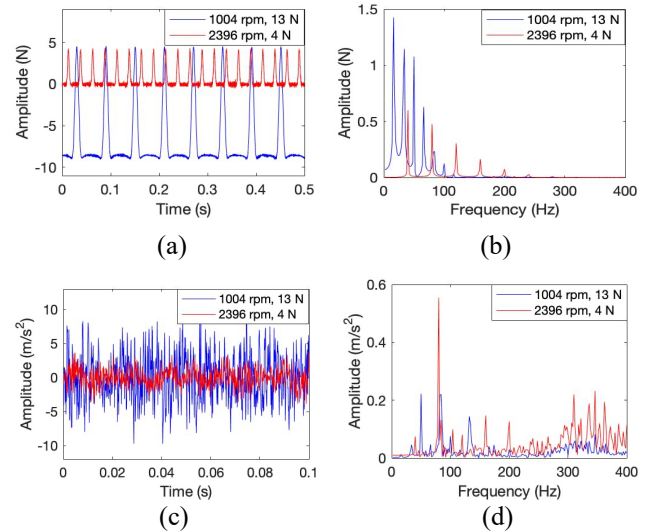 1004 rpm, 13 N
2396 rpm, 4 N
Amplitude (N)
5
0
-5
-10
0 0.1 0.2 0.3 0.4 0.5
Time (s)
(a)
1004 rpm, 13 N
2396 rpm, 4 N
Amplitude (N)
1.5
1
0.5
0
0 100 200 300 400
Frequency (Hz)
(b)
1004 rpm, 13 N
2396 rpm, 4 N
Amplitude (m/s²)
10
5
0
-5
-10
0 0.02 0.04 0.06 0.08 0.1
Time (s)
(c)
1004 rpm, 13 N
2396 rpm, 4 N
Amplitude (m/s²)
0.6
0.4
0.2
0
0 100 200 300 400
Frequency (Hz)
(d)